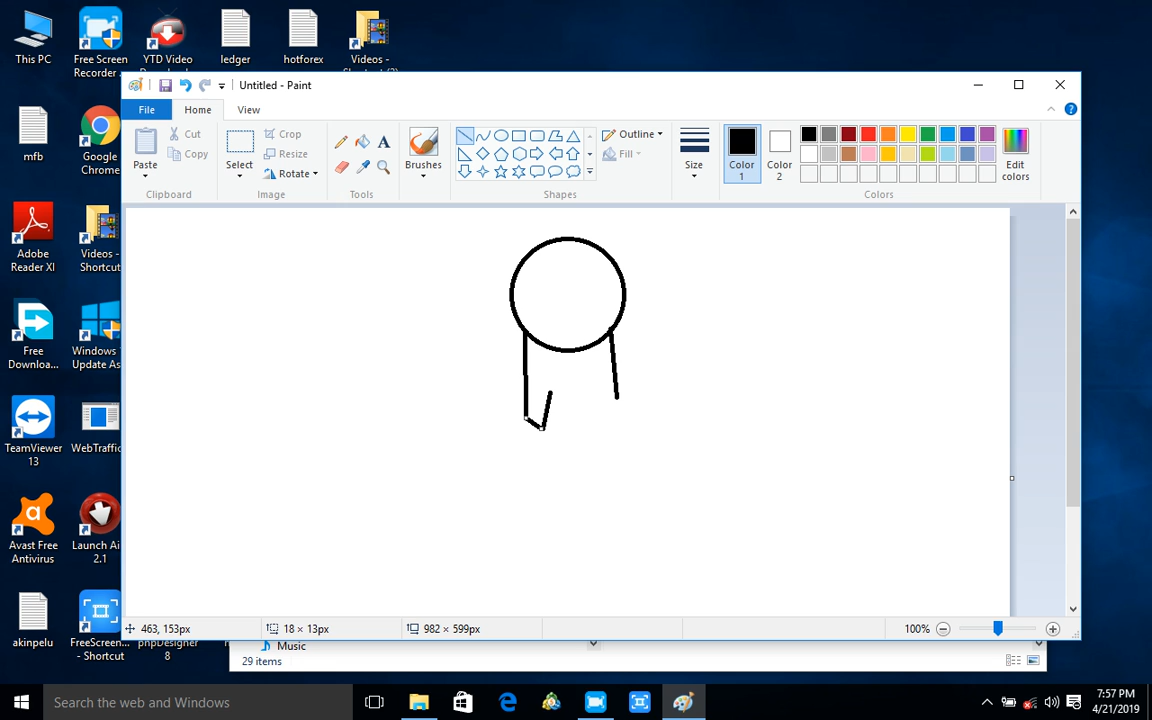 This PC
Free Screen Recorder ...
YTD Video
ledger
hotforex
Videos -
Untitled - Paint
File
Home
View
Paste
Cut
Copy
Clipboard
Select
Crop
Resize
Rotate
Image
Tools
Brushes
Shapes
Outline
Fill
Size
Color 1
Color 2
Edit colors
Colors
mfb
Google Chrome
Adobe Reader XI
Videos - Shortcut
Free Downloa...
Windows
Update As
TeamViewer 13
WebTraffic
Avast Free Antivirus
Launch Ai
2.1
akinpelu
FreeScreen... - Shortcut
phpDesigner 8
463, 153px
18 × 13px
982 × 599px
100%
Music
29 items
Search the web and Windows
7:57 PM
4/21/2019